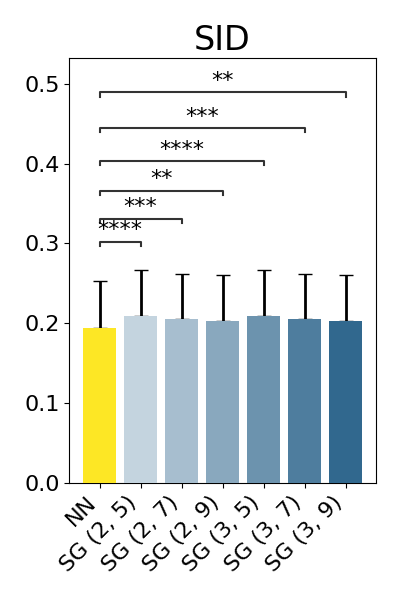 SID
0.5
0.4
0.3
0.2
0.1
0.0
**
***
****
**
***
****
NN
SG (2, 5)
SG (2, 7)
SG (2, 9)
SG (3, 5)
SG (3, 7)
SG (3, 9)